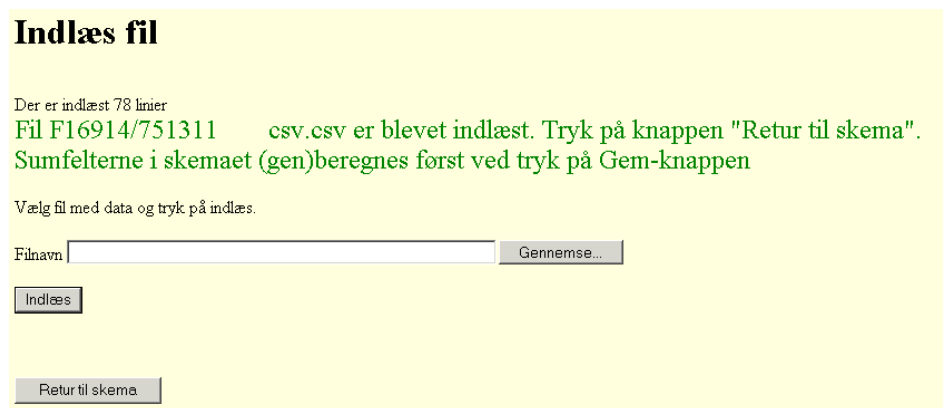 Indlæs fil
Der er indlæst 78 linier
Fil F16914/751311 csv.csv er blevet indlæst. Tryk på knappen "Retur til skema".
Sumfelterne i skemaet (gen)beregnes først ved tryk på Gem-knappen
Vælg fil med data og tryk på indlæs.
Filnavn Gennemse...
Indlæs
Retur til skema